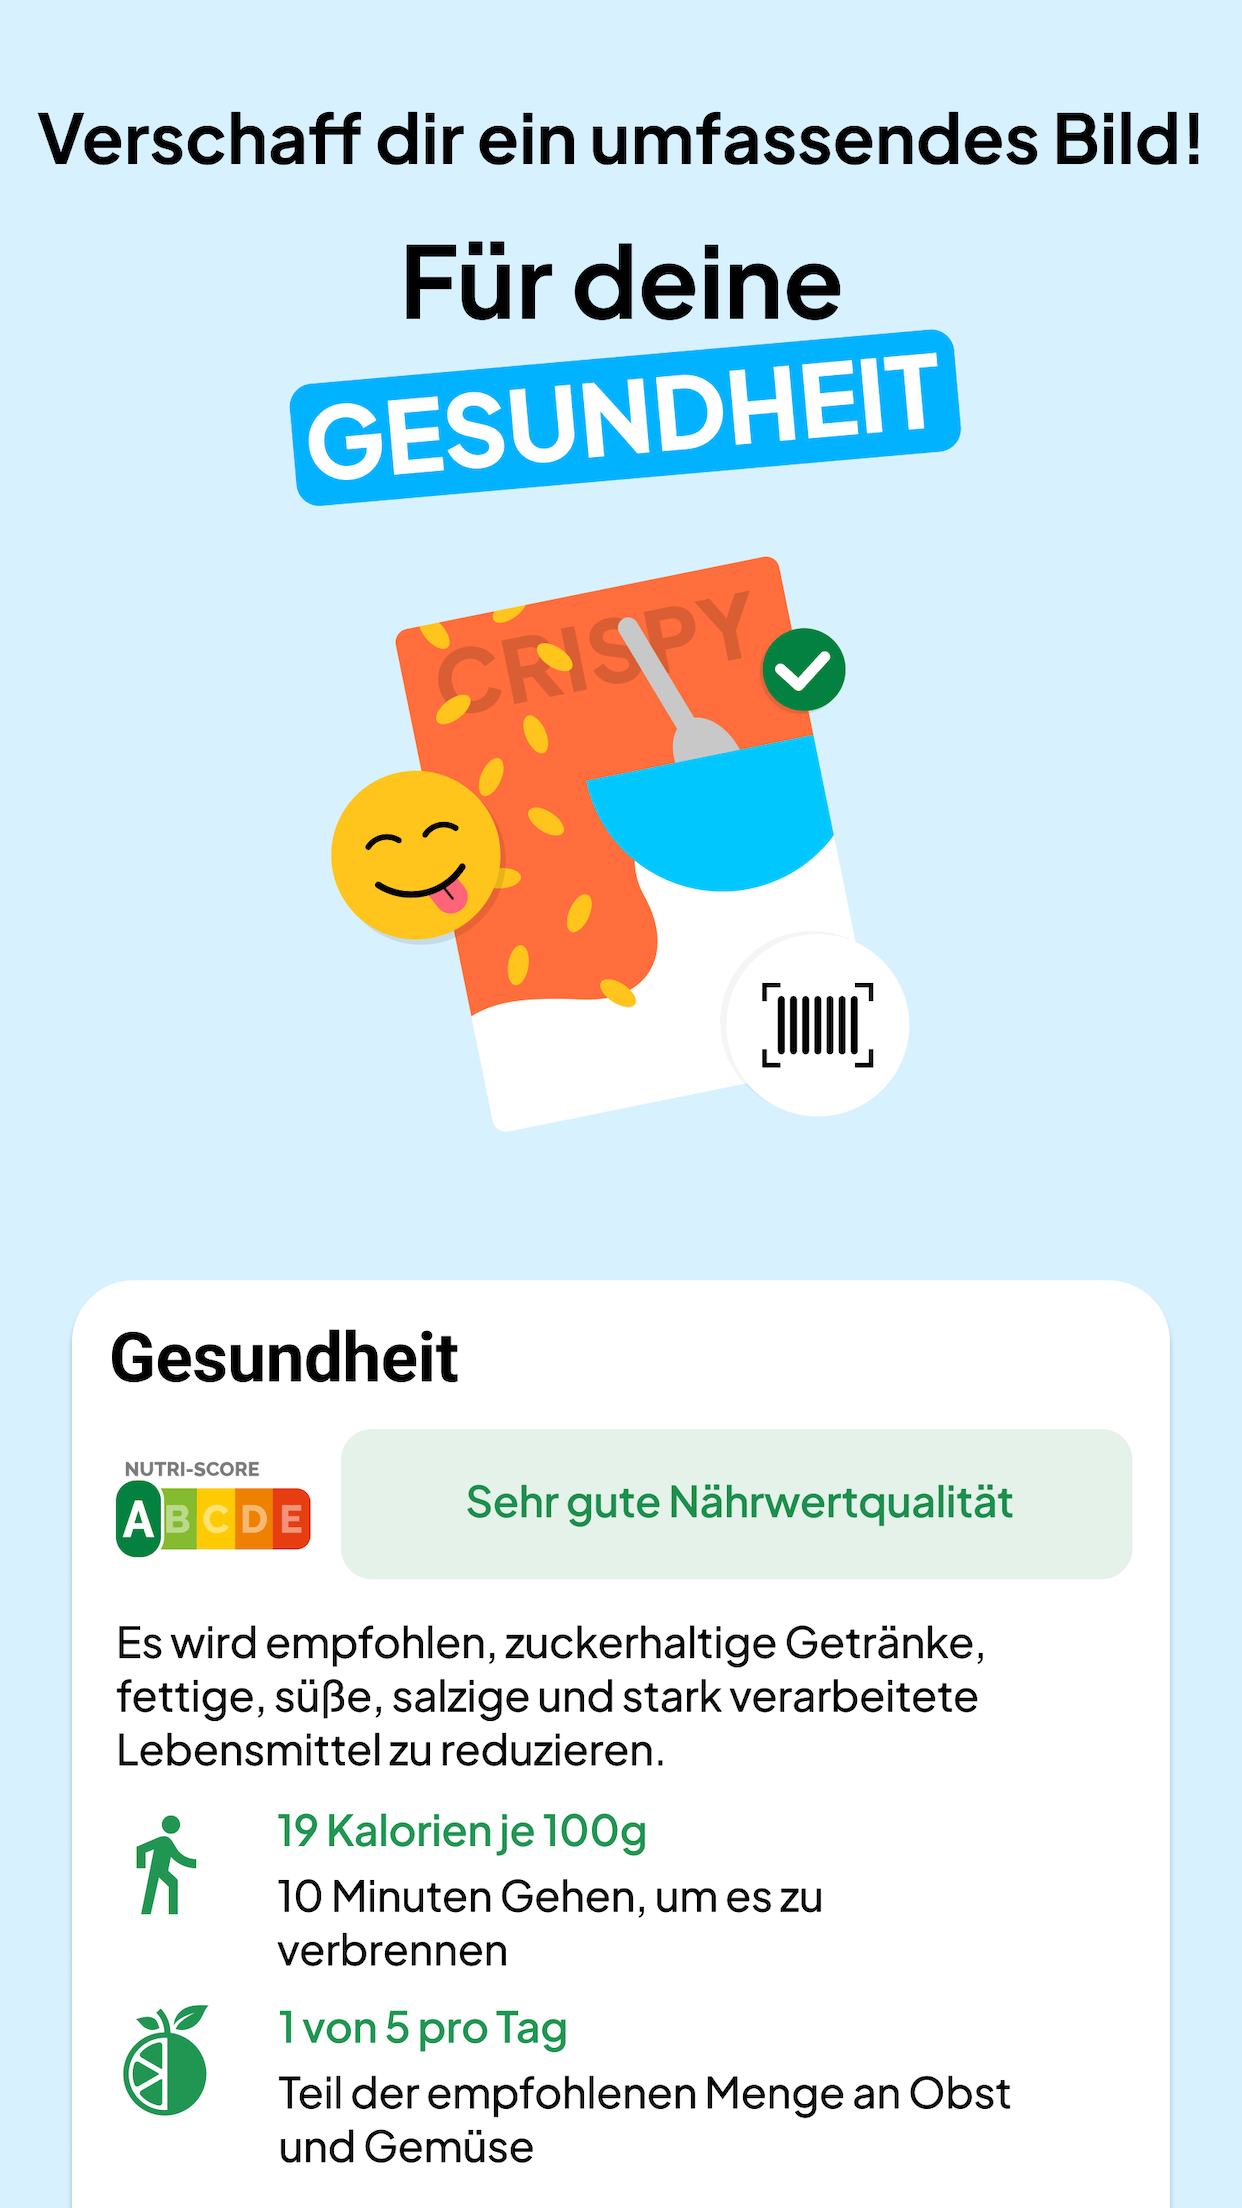 Verschaff dir ein umfassendes Bild!
Für deine
GESUNDHEIT
CRISPY
Gesundheit
NUTRI-SCORE
A B C D E
Sehr gute Nährwertqualität
Es wird empfohlen, zuckerhaltige Getränke,
fettige, süße, salzige und stark verarbeitete
Lebensmittel zu reduzieren.
19 Kalorien je 100g
10 Minuten Gehen, um es zu
verbrennen
1 von 5 pro Tag
Teil der empfohlenen Menge an Obst
und Gemüse